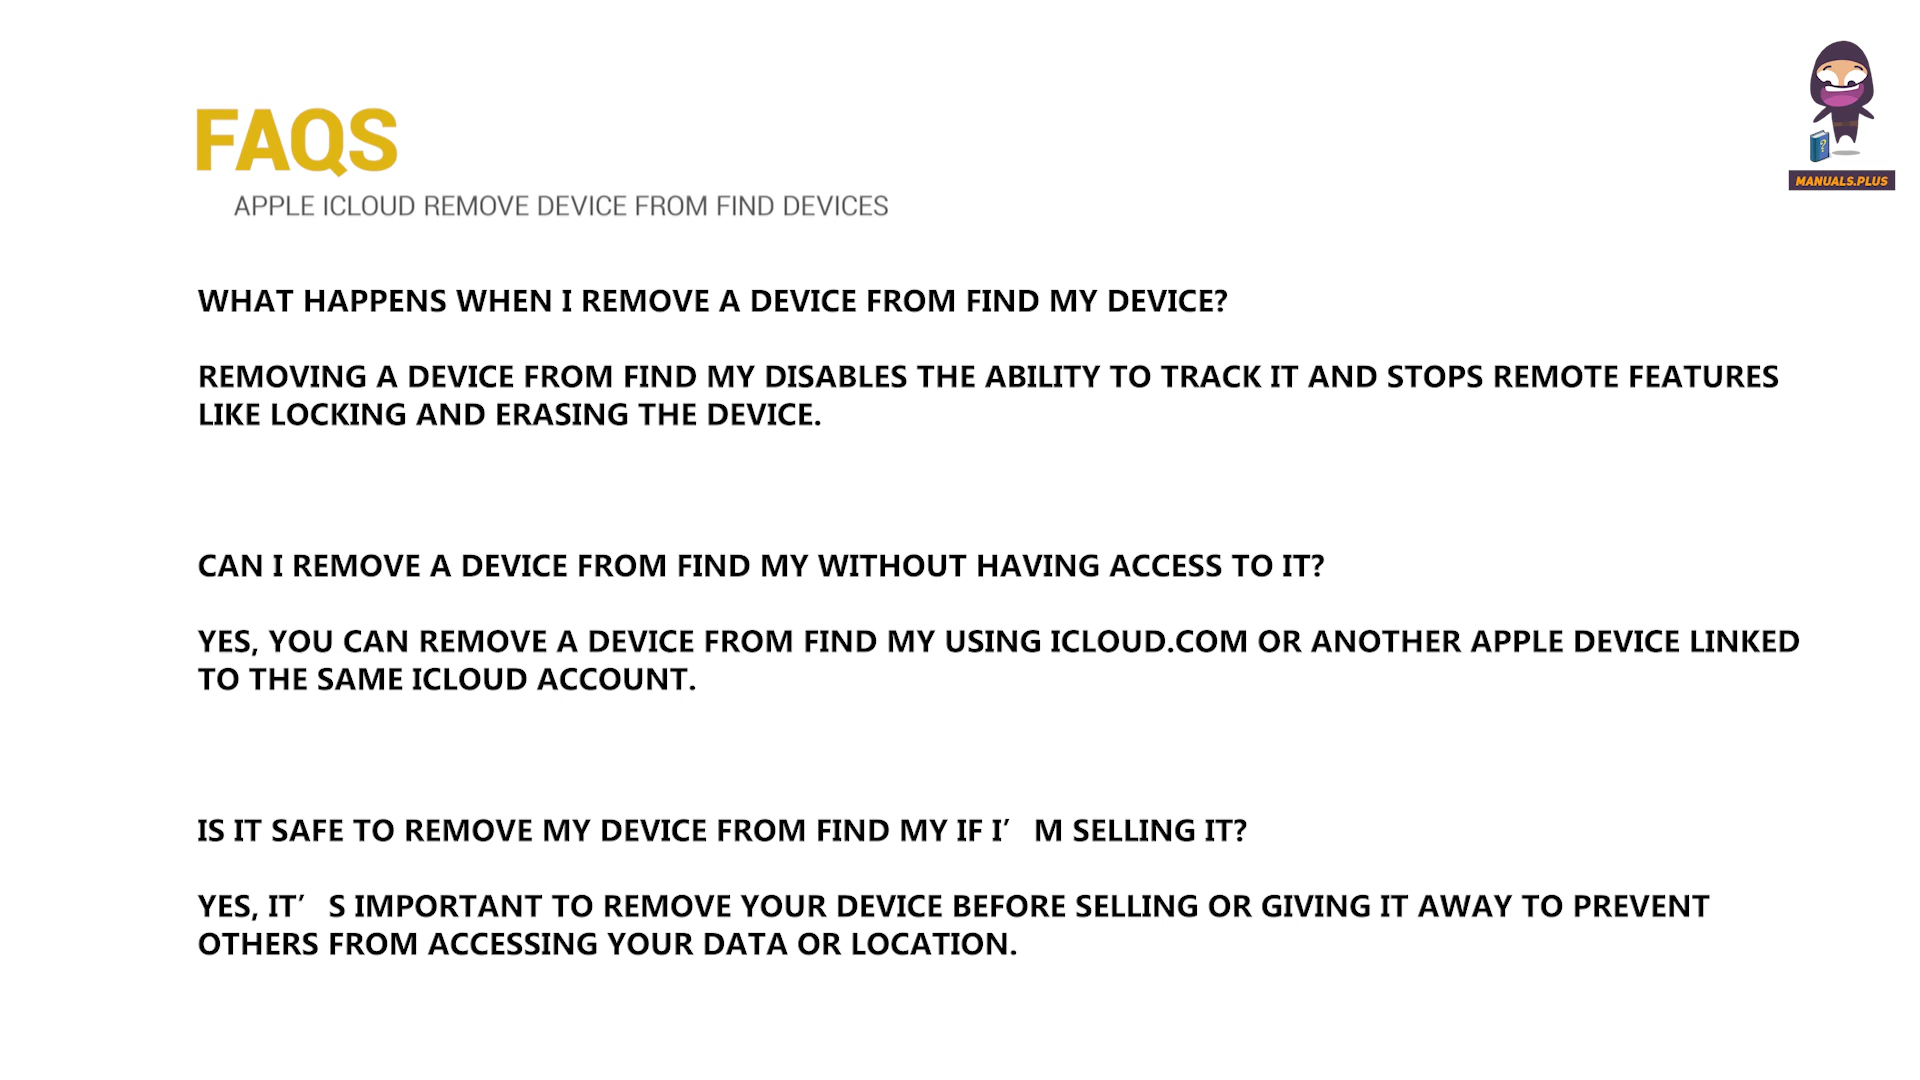 MANUALS.PLUS
FAQS
APPLE ICLOUD REMOVE DEVICE FROM FIND DEVICES
WHAT HAPPENS WHEN I REMOVE A DEVICE FROM FIND MY DEVICE?
REMOVING A DEVICE FROM FIND MY DISABLES THE ABILITY TO TRACK IT AND STOPS REMOTE FEATURES
LIKE LOCKING AND ERASING THE DEVICE.
CAN I REMOVE A DEVICE FROM FIND MY WITHOUT HAVING ACCESS TO IT?
YES, YOU CAN REMOVE A DEVICE FROM FIND MY USING ICLOUD.COM OR ANOTHER APPLE DEVICE LINKED
TO THE SAME ICLOUD ACCOUNT.
IS IT SAFE TO REMOVE MY DEVICE FROM FIND MY IF I’M SELLING IT?
YES, IT’S IMPORTANT TO REMOVE YOUR DEVICE BEFORE SELLING OR GIVING IT AWAY TO PREVENT
OTHERS FROM ACCESSING YOUR DATA OR LOCATION.